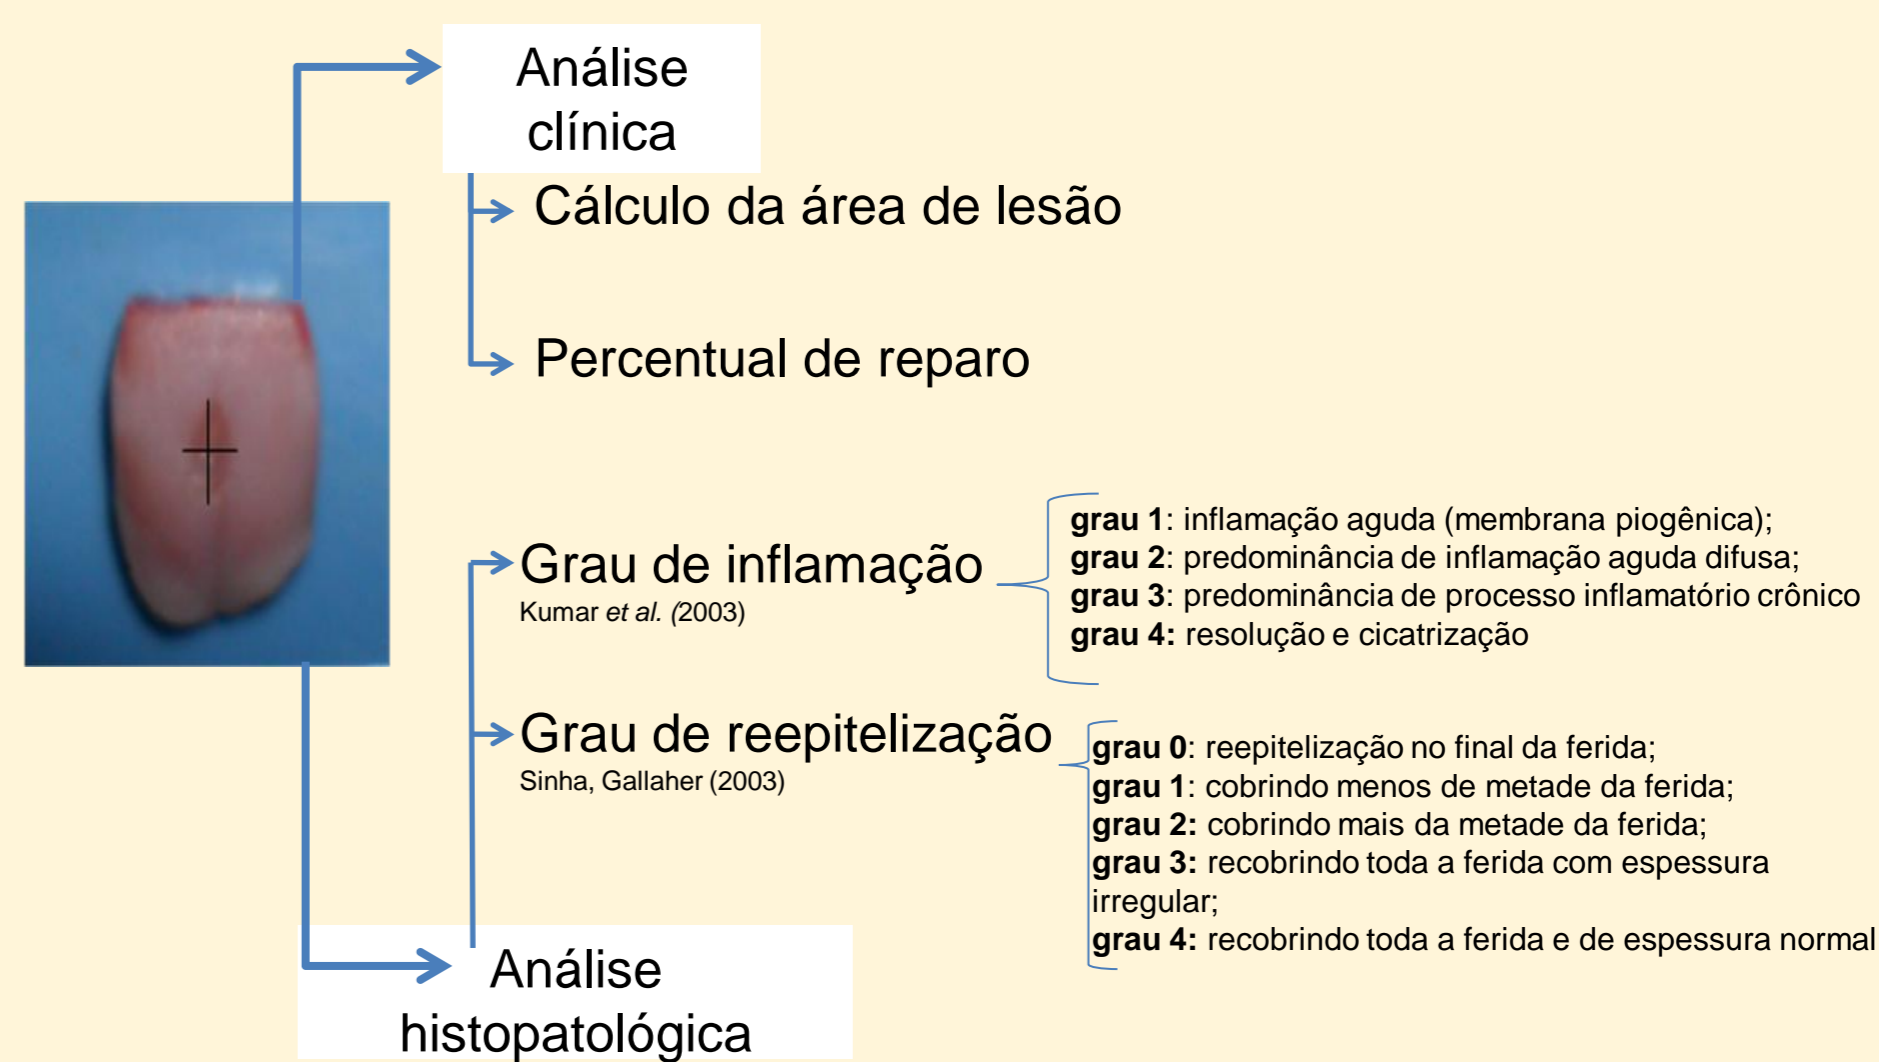 Análise
clínica
Cálculo da área de lesão
Percentual de reparo
Grau de inflamação
Kumar et al. (2003)
grau 1: inflamação aguda (membrana piogênica);
grau 2: predominância de inflamação aguda difusa;
grau 3: predominância de processo inflamatório crônico
grau 4: resolução e cicatrização
Grau de reepitelização
Sinha, Gallaher (2003)
grau 0: reepitelização no final da ferida;
grau 1: cobrindo menos de metade da ferida;
grau 2: cobrindo mais da metade da ferida;
grau 3: recobrindo toda a ferida com espessura
irregular;
grau 4: recobrindo toda a ferida e de espessura normal
Análise
histopatológica